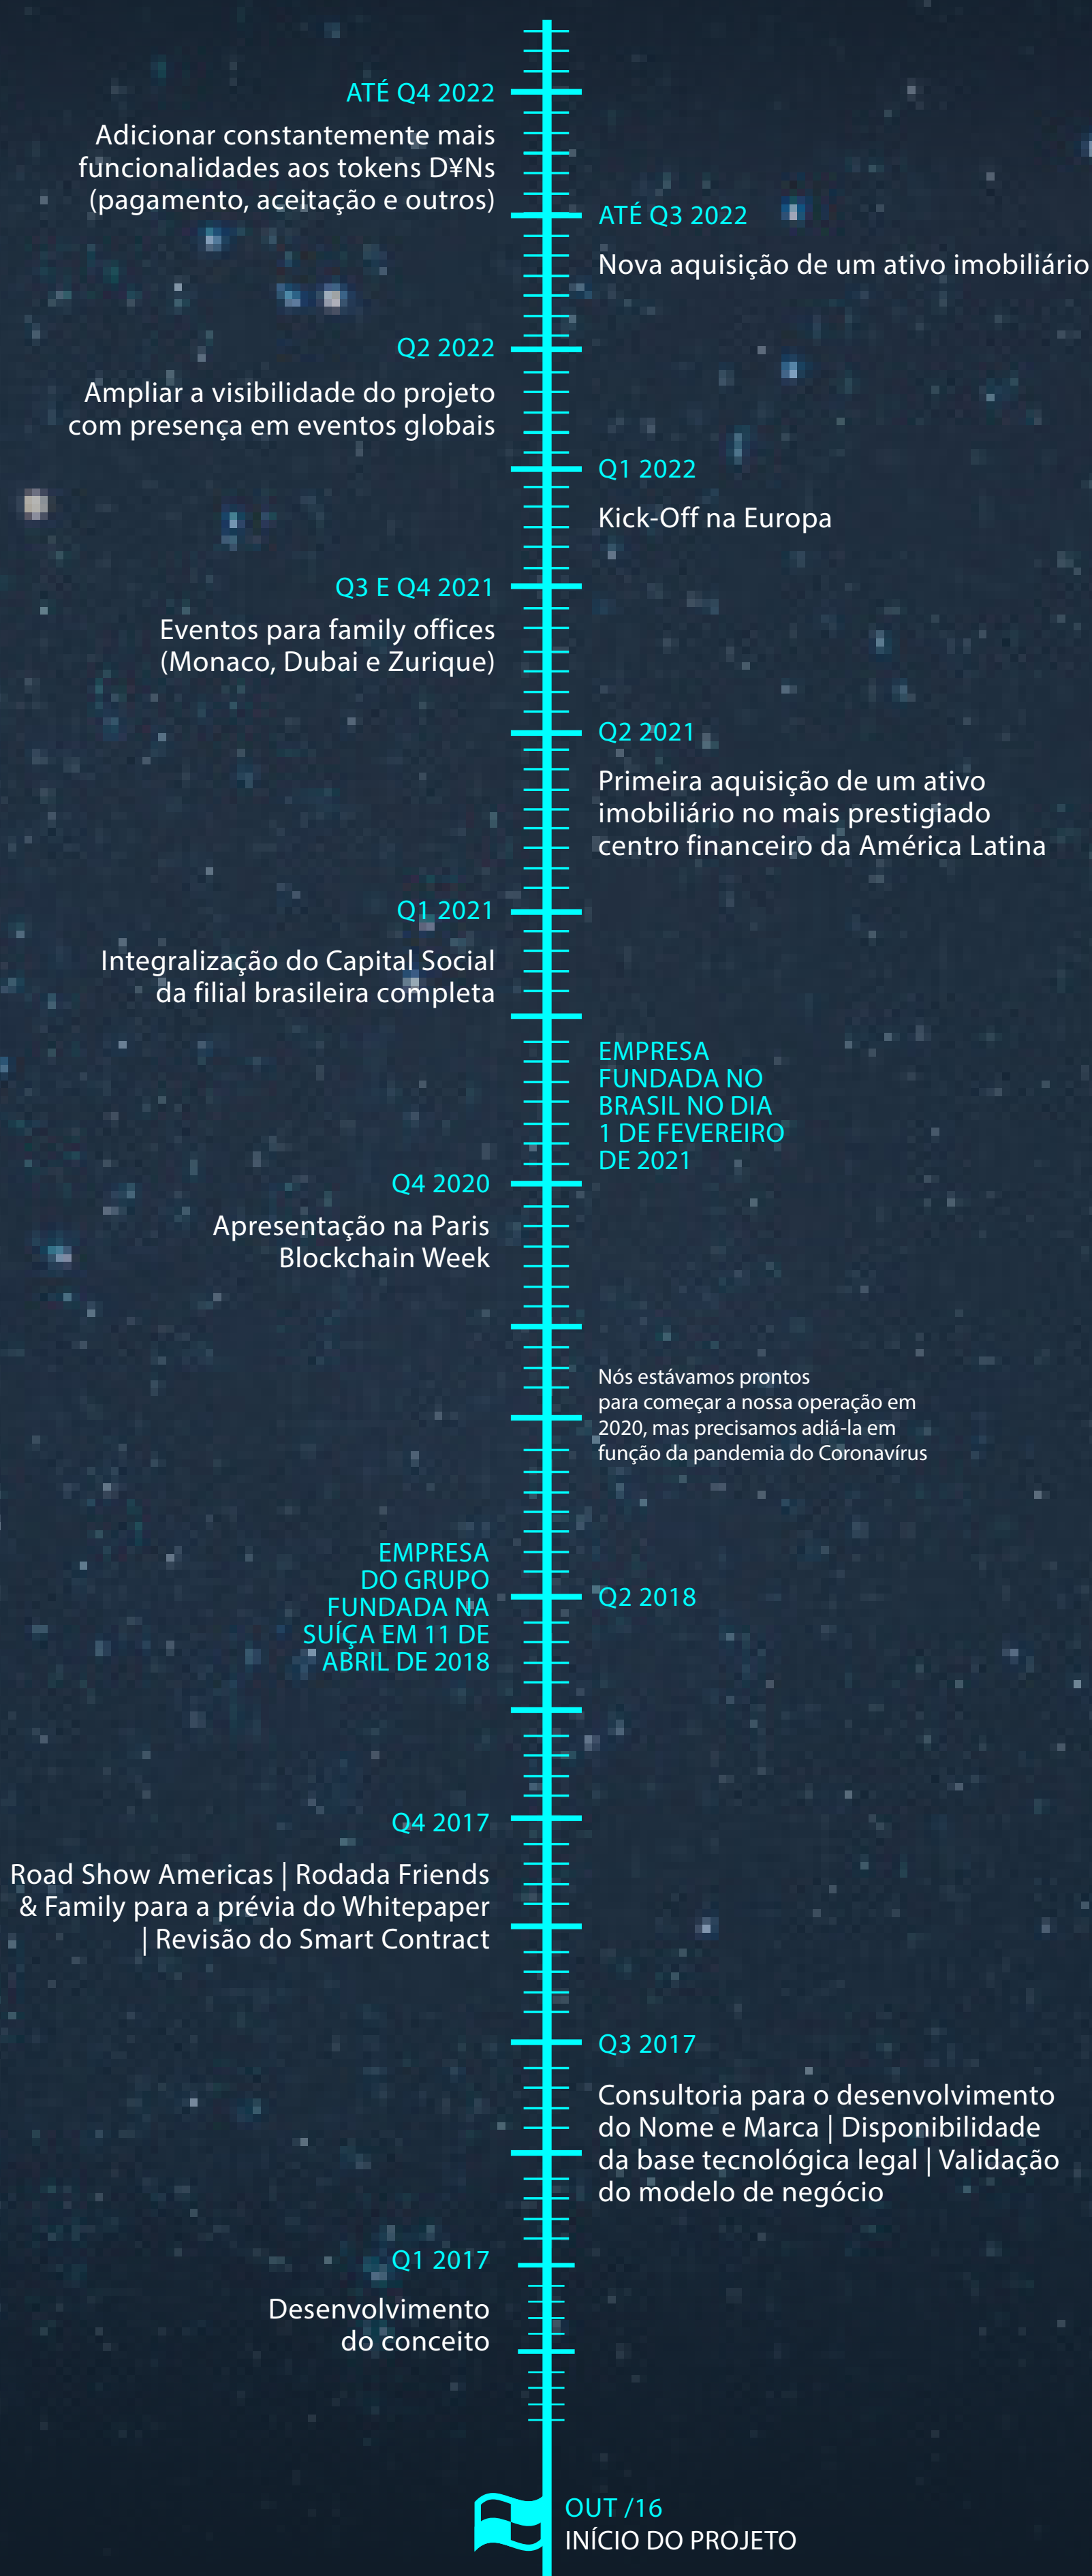 ATÉ Q4 2022
Adicionar constantemente mais
funcionalidades aos tokens D¥Ns
(pagamento, aceitação e outros)
ATÉ Q3 2022
Nova aquisição de um ativo imobiliário
Q2 2022
Ampliar a visibilidade do projeto
com presença em eventos globais
Q1 2022
Kick-Off na Europa
Q3 E Q4 2021
Eventos para family offices
(Monaco, Dubai e Zurique)
Q2 2021
Primeira aquisição de um ativo
imobiliário no mais prestigiado
centro financeiro da América Latina
Q1 2021
Integralização do Capital Social
da filial brasileira completa
EMPRESA
FUNDADA NO
BRASIL NO DIA
1 DE FEVEREIRO
DE 2021
Q4 2020
Apresentação na Paris
Blockchain Week
Nós estávamos prontos
para começar a nossa operação em
2020, mas precisamos adiá-la em
função da pandemia do Coronavírus
EMPRESA
DO GRUPO
FUNDADA NA
SUÍÇA EM 11 DE
ABRIL DE 2018
Q2 2018
Q4 2017
Road Show Americas | Rodada Friends
& Family para a prévia do Whitepaper
| Revisão do Smart Contract
Q3 2017
Consultoria para o desenvolvimento
do Nome e Marca | Disponibilidade
da base tecnológica legal | Validação
do modelo de negócio
Q1 2017
Desenvolvimento
do conceito
OUT /16
INÍCIO DO PROJETO